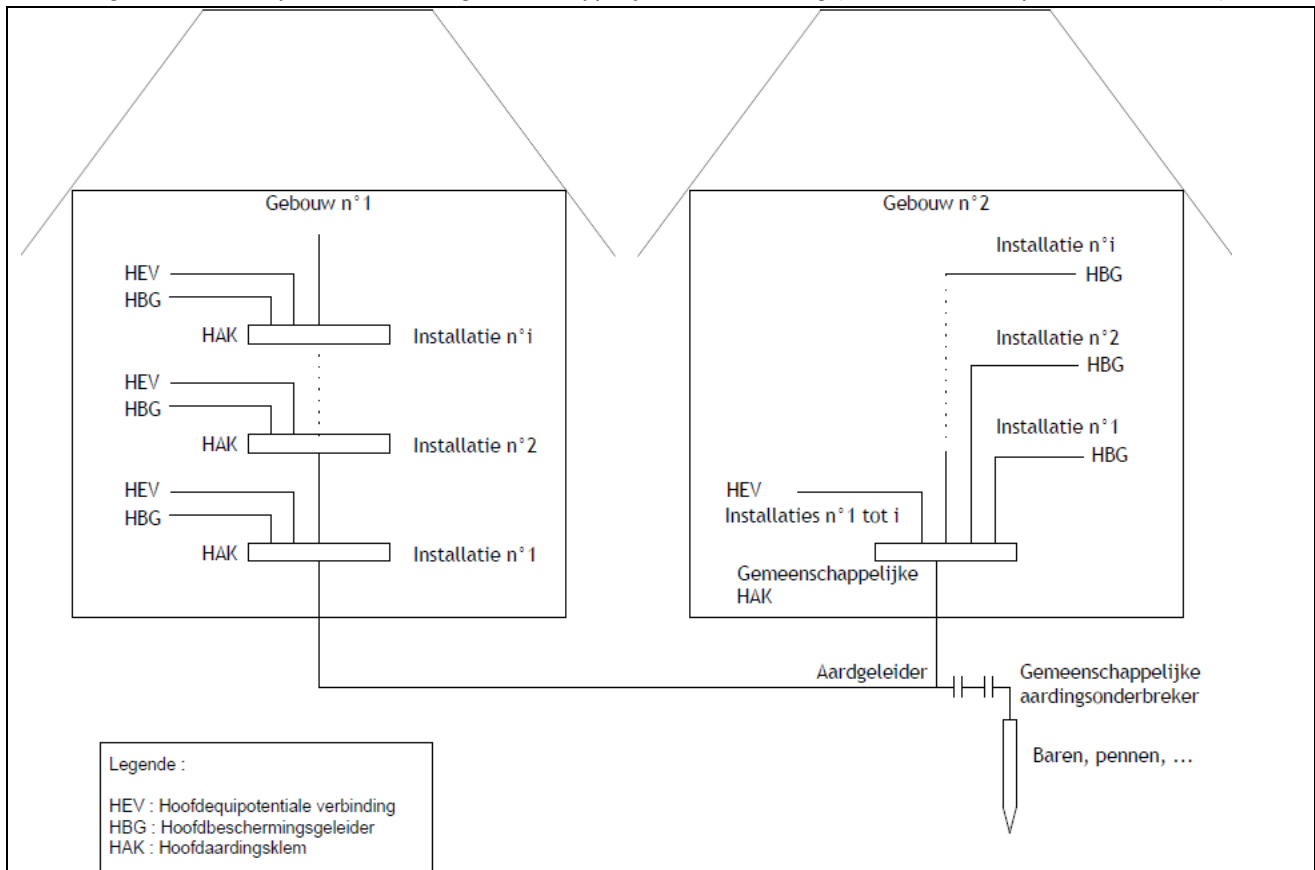 Gebouw n°1
HEV
HBG
HAK
Installatie n°i
HEV
HBG
HAK
Installatie n°2
HEV
HBG
HAK
Installatie n°1
Gebouw n°2
Installatie n°i
HBG
Installatie n°2
HBG
Installatie n°1
HBG
HEV
Installaties n°1 tot i
Gemeenschappelijke
HAK
Aardgeleider
Gemeenschappelijke
aardingsonderbreker
Baren, pennen, ...
Legende :
HEV : Hoofdequipotentiale verbinding
HBG : Hoofdbeschermingsgeleider
HAK : Hoofdaardingsklem